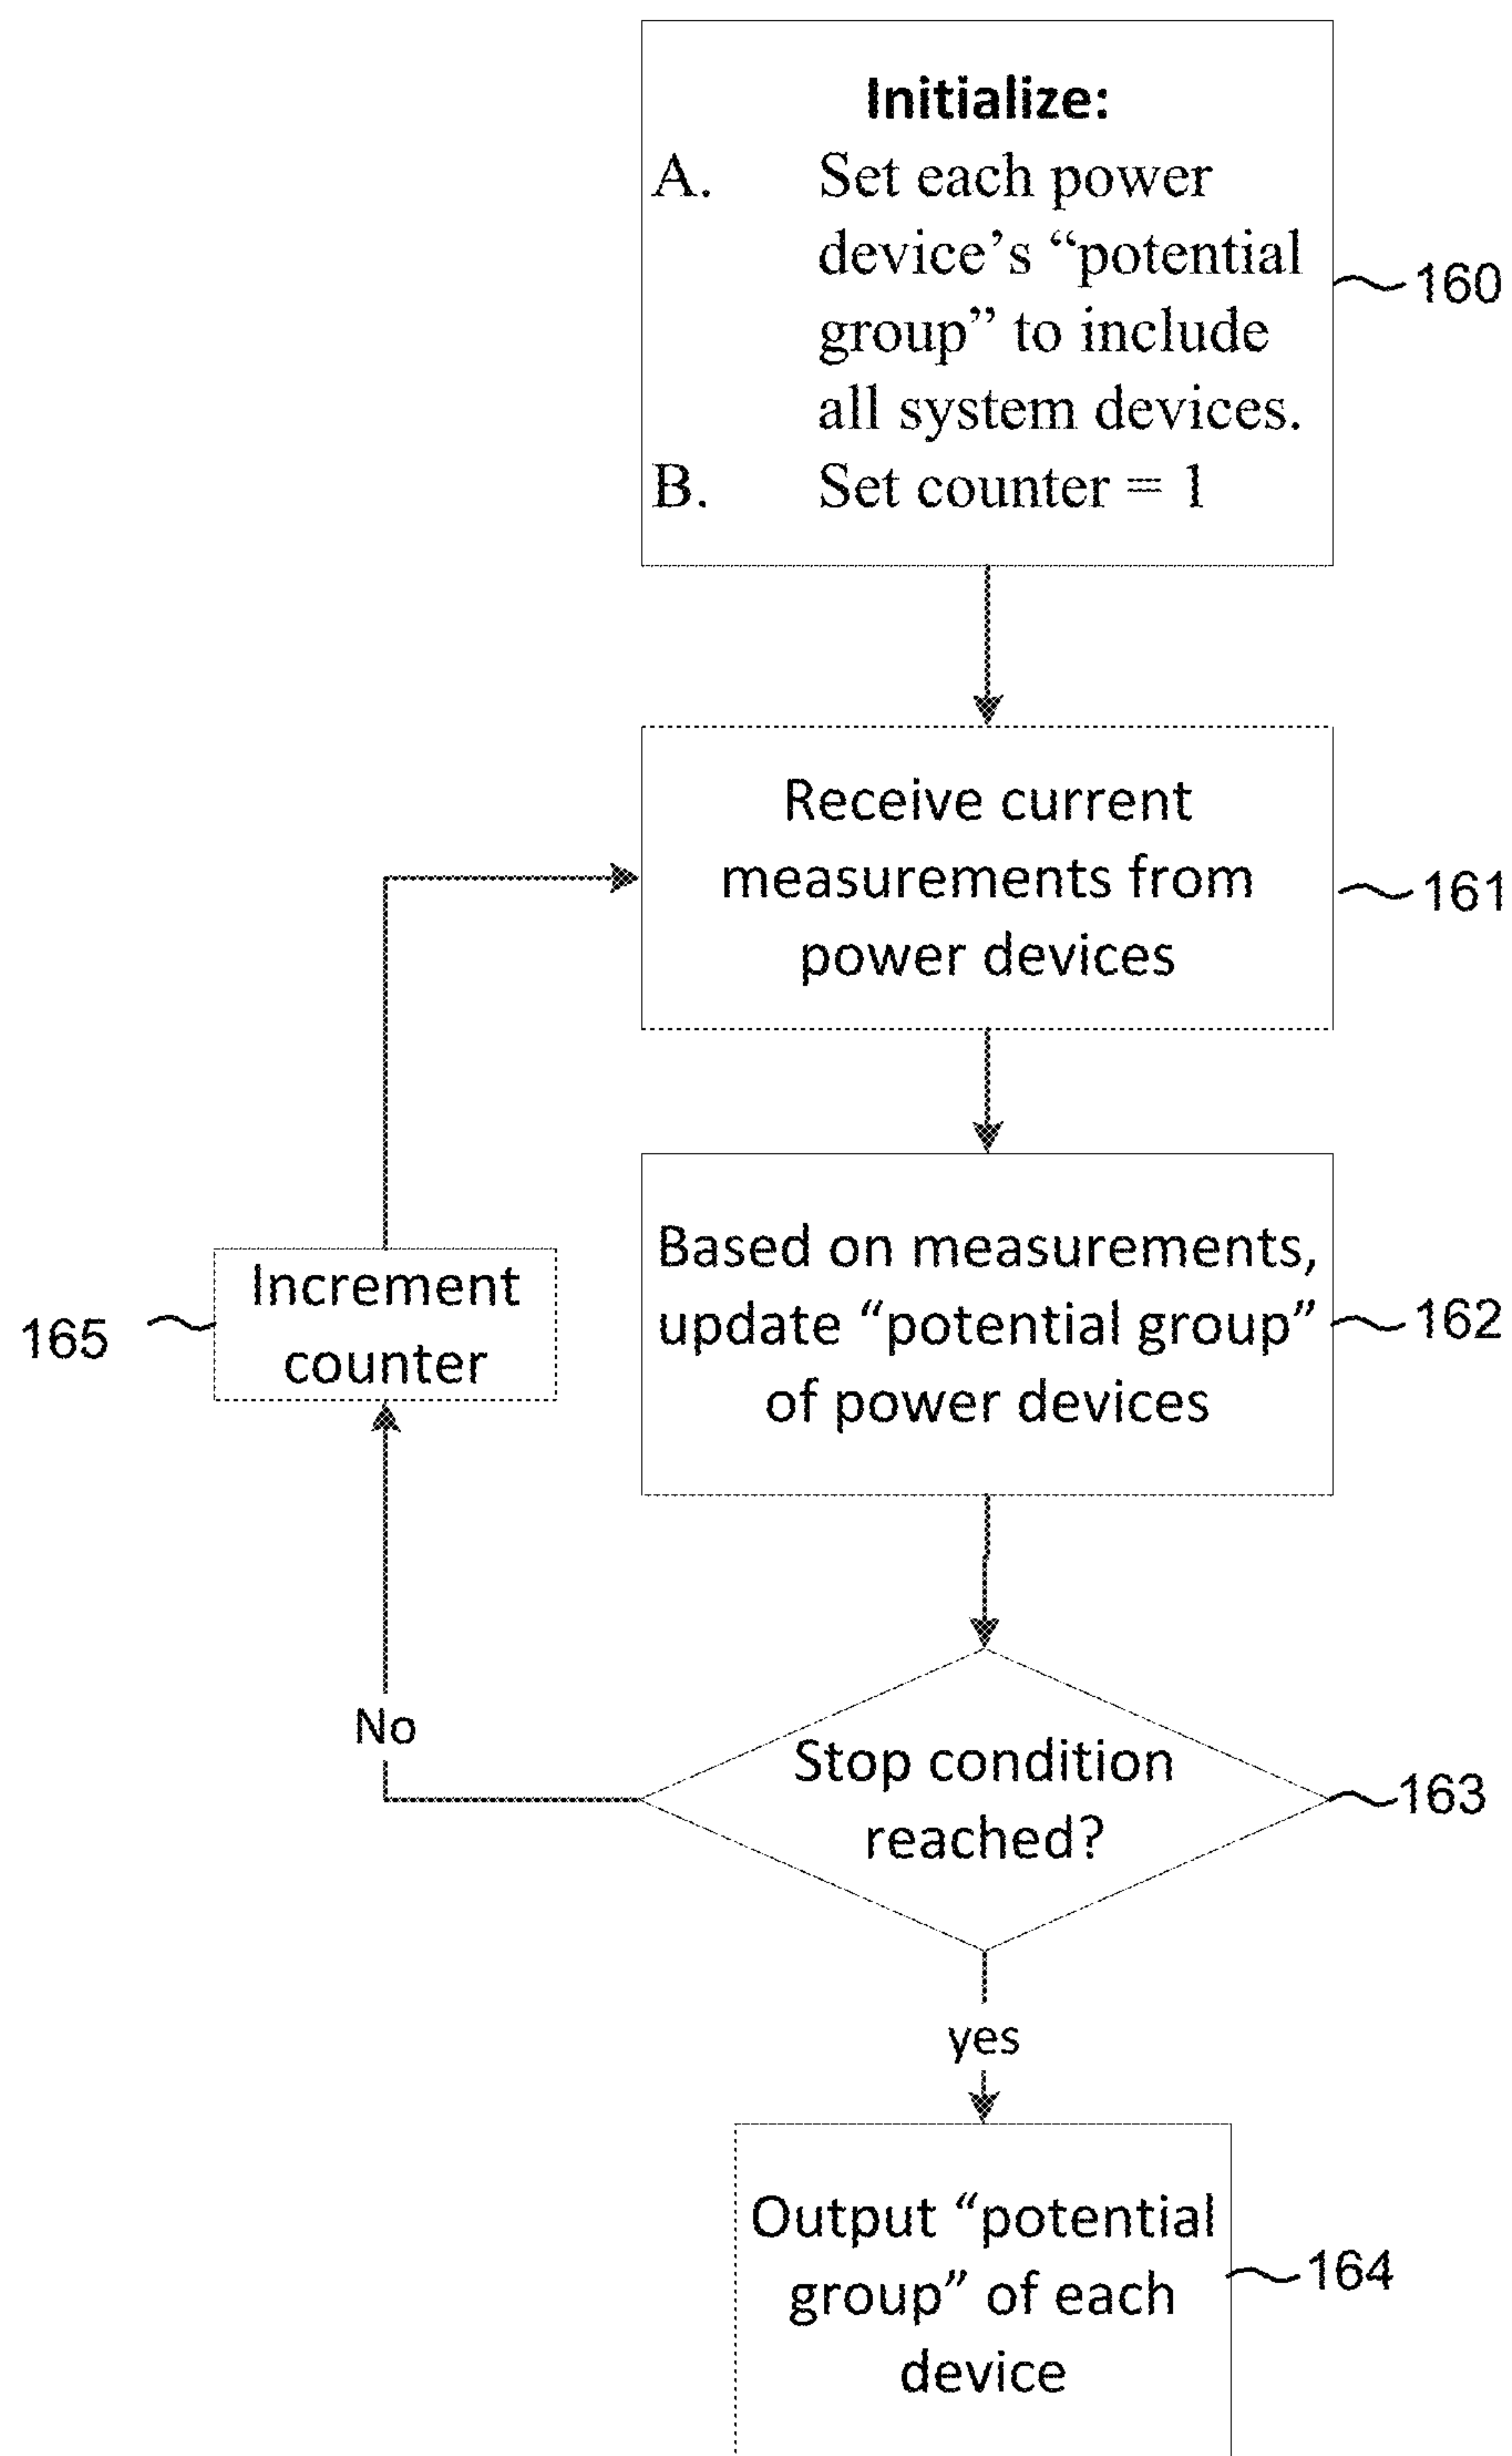 Initialize:
A. Set each power
device’s “potential
group” to include
all system devices.
B. Set counter = 1
160
Receive current
measurements from
power devices
161
Based on measurements,
update “potential group”
of power devices
162
Increment
counter
165
Stop condition
reached?
163
No
yes
Output “potential
group” of each
device
164